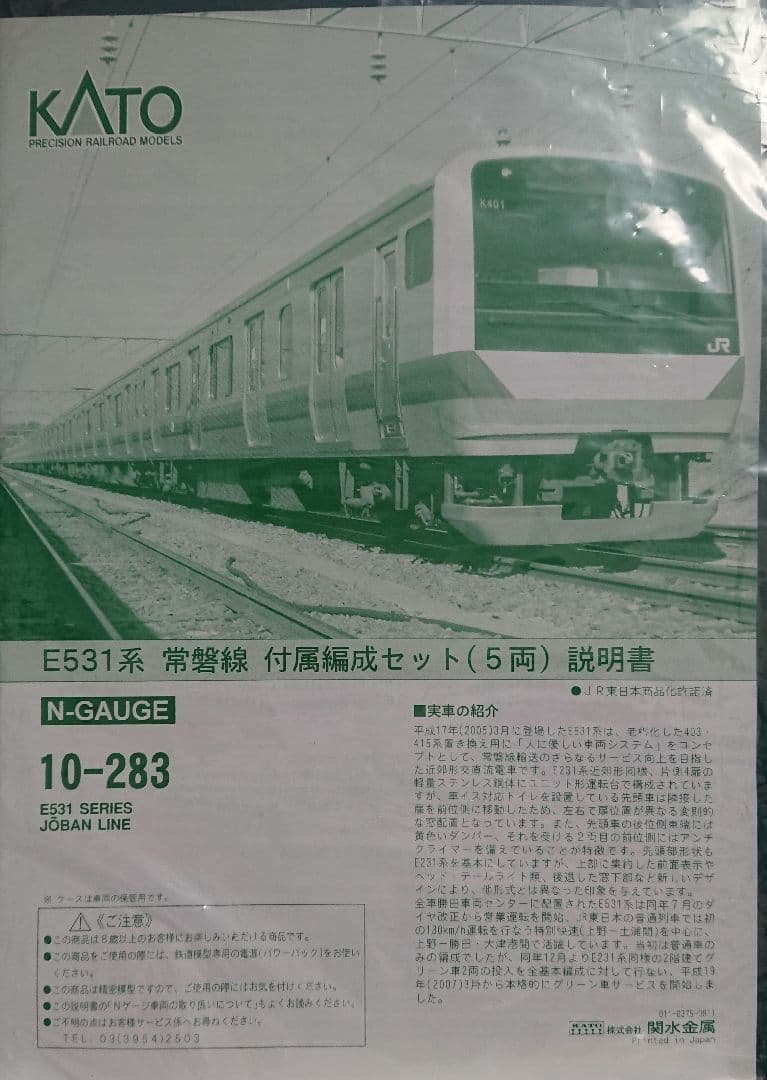 KATO
PRECISION RAILROAD MODELS
K401
JR
E531系 常磐線 付属編成セット(5両) 説明書
●JR東日本商品化許諾済
N-GAUGE
10-283
E531 SERIES
JŌBAN LINE
■実車の紹介
平成17年(2005)3月に登場したE531系は、老朽化した403・
415系置き換え用に「人に優しい車両システム」をコンセ
プトとして、常磐線輸送のさらなるサービス向上を目指し
た近郊形交直流電車です。E231系近郊形同様、片側4扉の
軽量ステンレス鋼体にユニット形運転台で構成されていま
すが、車イス対応トイレを設置している先頭車は隣接した
扉を前位側に移動したため、左右で扉位置が異なる変則的
な窓配置となっています。また、先頭車の後位側車端には
黄色いダンパー、それを受ける2両目の前位側にはアンチ
クライマーを備えていることが特徴です。先頭部形状も
E231系を基本にしていますが、上部に集約した前面表示や
ヘッド・テールライト類、後退した窓下部など新しいデザ
インにより、他形式とは異なった印象を与えています。
全車勝田車両センターに配置されたE531系は同年7月のダ
イヤ改正から営業運転を開始、JR東日本の普通列車では初
の130km/h運転を行なう特別快速(上野－土浦間)を中心に、
上野－勝田・大津港間で活躍しています。当初は普通車の
みの編成でしたが、同年12月よりE231系同様の2階建てグ
リーン車2両の投入を全基本編成に対して行ない、平成19
年(2007)3月から本格的にグリーン車サービスを開始しま
した。
※ ケースは車両の保管用です。
⚠《ご注意》
●この商品は8歳以上のお客様にお楽しみいただける商品です。
●この商品をご使用の際には、鉄道模型専用の電源(パワーパック)をお使い
ください。
●この商品は精密模型ですので、ご使用の際にはお気を付けください。
●この説明書の「Nゲージ車両の取り扱いについて」もよくお読みください。
●ご不明の点はお客様サービス係へお尋ねください。
TEL.03(3954)2503
KATO 株式会社 関水金属
Printed in Japan